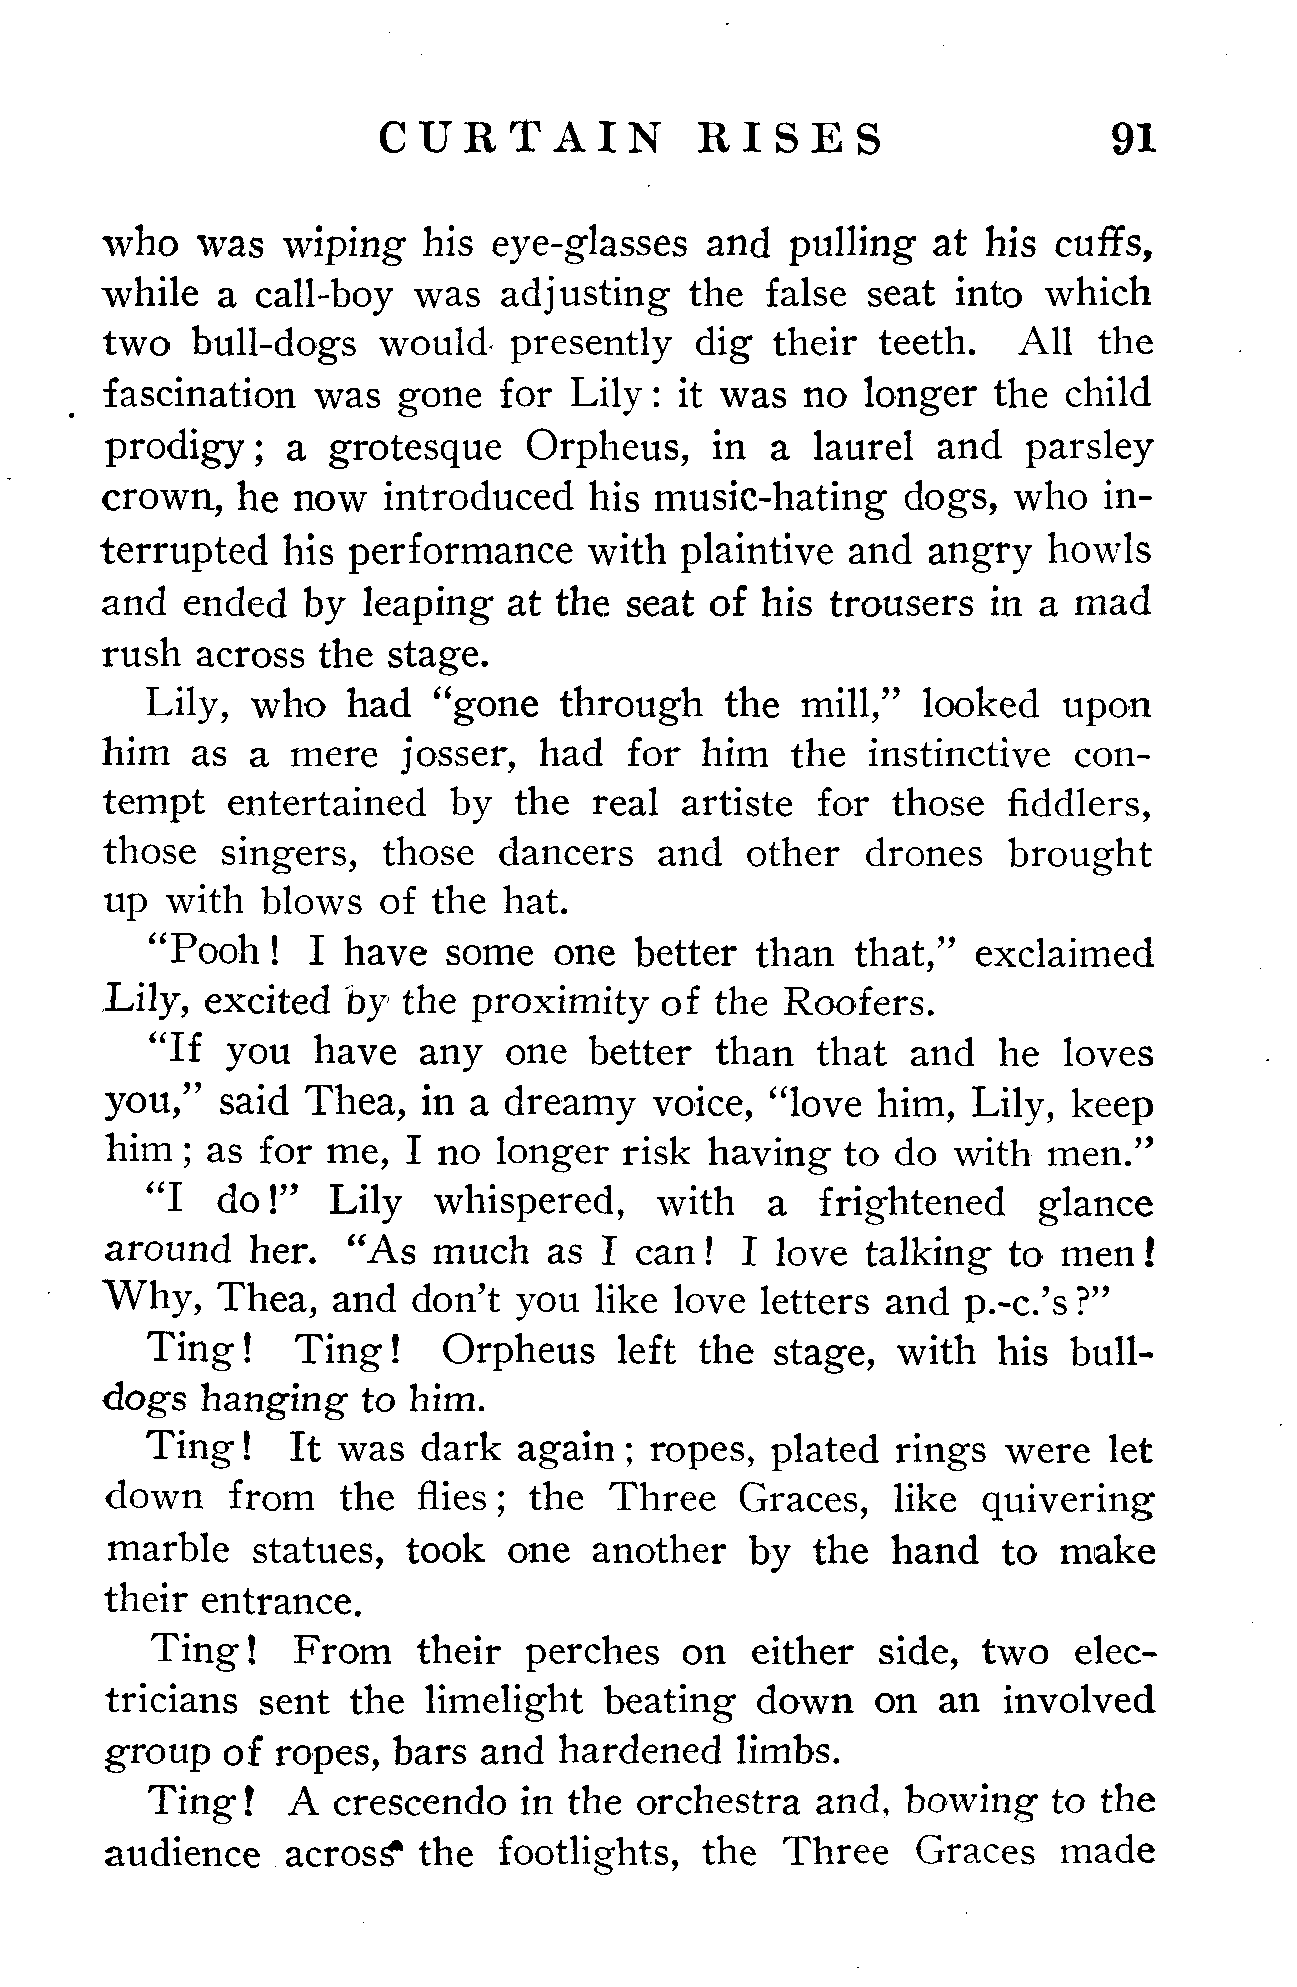 CURTAIN RISES 91
who was wiping his eye-glasses and pulling at his cuffs,
while a call-boy was adjusting the false seat into which
two bull-dogs would presently dig their teeth. All the
fascination was gone for Lily: it was no longer the child
prodigy; a grotesque Orpheus, in a laurel and parsley
crown, he now introduced his music-hating dogs, who in-
terrupted his performance with plaintive and angry howls
and ended by leaping at the seat of his trousers in a mad
rush across the stage.
Lily, who had “gone through the mill,” looked upon
him as a mere josser, had for him the instinctive con-
tempt entertained by the real artiste for those fiddlers,
those singers, those dancers and other drones brought
up with blows of the hat.
“Pooh! I have some one better than that,” exclaimed
Lily, excited by the proximity of the Roofers.
“If you have any one better than that and he loves
you,” said Thea, in a dreamy voice, “love him, Lily, keep
him; as for me, I no longer risk having to do with men.”
“I do!” Lily whispered, with a frightened glance
around her. “As much as I can! I love talking to men!
Why, Thea, and don’t you like love letters and p.-c.’s?”
Ting! Ting! Orpheus left the stage, with his bull-
dogs hanging to him.
Ting! It was dark again; ropes, plated rings were let
down from the flies; the Three Graces, like quivering
marble statues, took one another by the hand to make
their entrance.
Ting! From their perches on either side, two elec-
tricians sent the limelight beating down on an involved
group of ropes, bars and hardened limbs.
Ting! A crescendo in the orchestra and, bowing to the
audience across the footlights, the Three Graces made